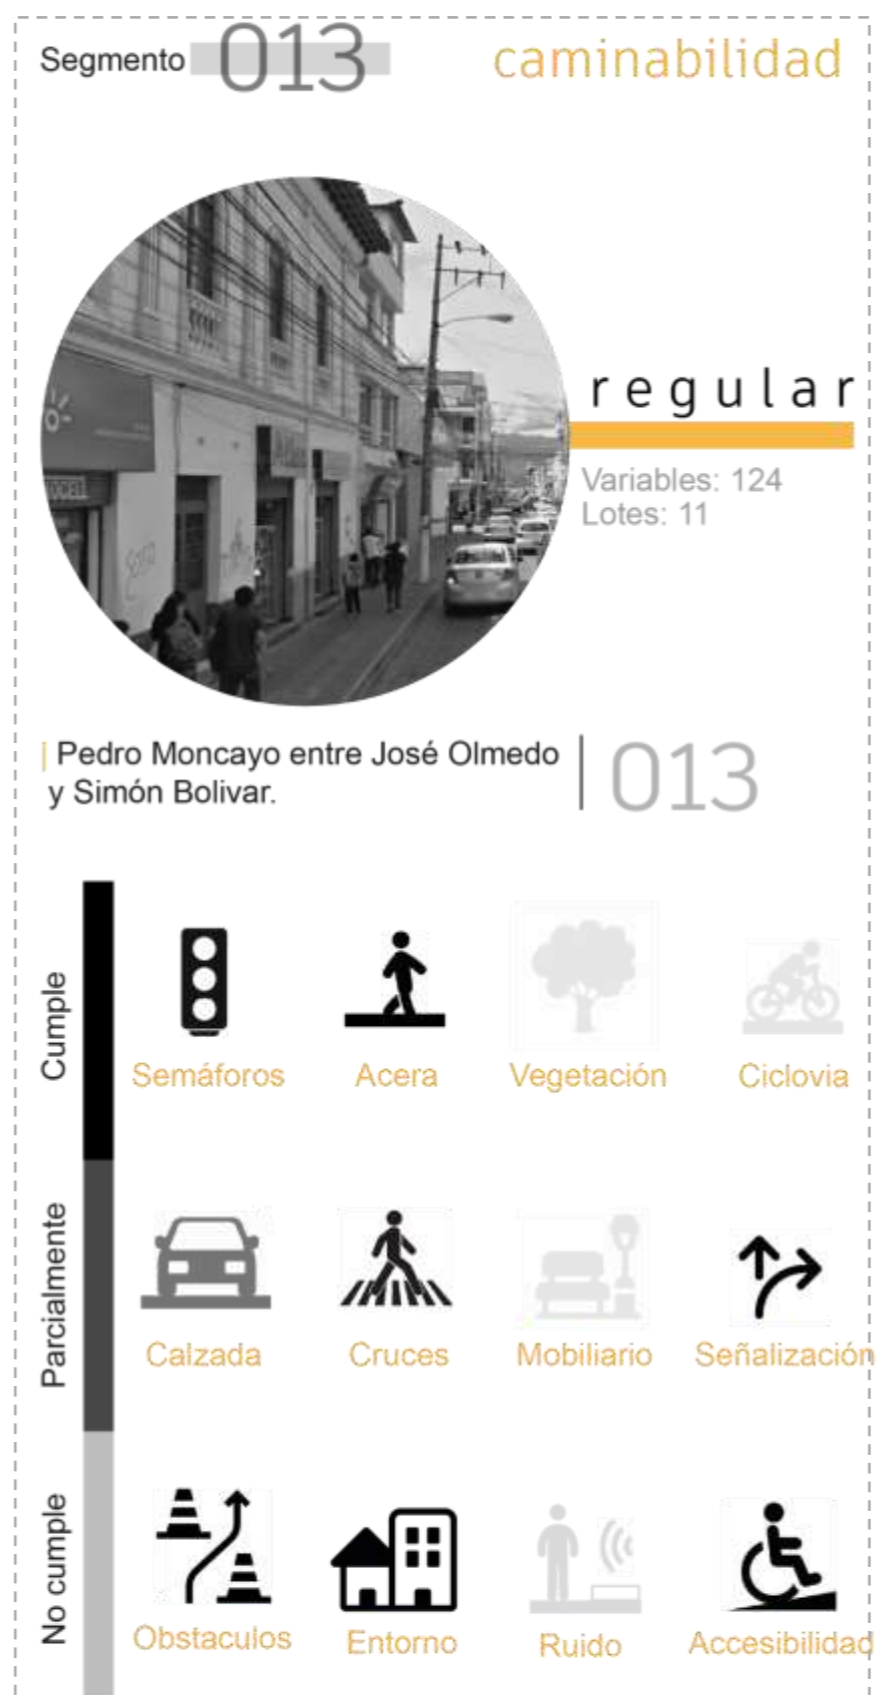 Segmento 013
caminabilidad
regular
Variables: 124
Lotes: 11
Pedro Moncayo entre José Olmedo
y Simón Bolivar.
013
Cumple
Semáforos Acera Vegetación Ciclovia
Parcialmente
Calzada Cruces Mobiliario Señalización
No cumple
Obstaculos Entorno Ruido Accesibilidad